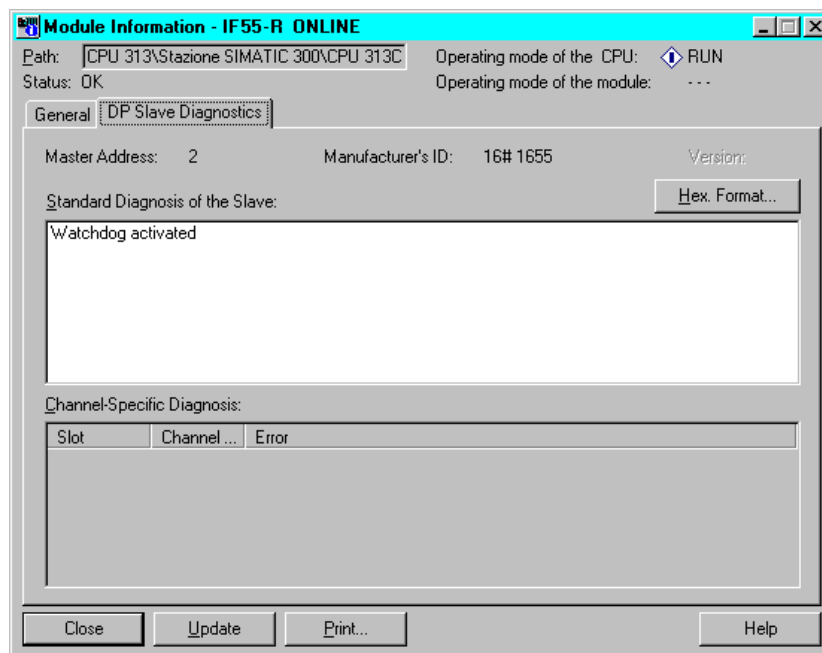 Module Information - IF55-R ONLINE
Path: CPU 313\Stazione SIMATIC 300\CPU 313C Operating mode of the CPU: RUN
Status: OK Operating mode of the module: - - -
General DP Slave Diagnostics
Master Address: 2 Manufacturer's ID: 16# 1655 Version:
Standard Diagnosis of the Slave: Hex. Format...
Watchdog activated
Channel-Specific Diagnosis:
Slot Channel ... Error
Close Update Print... Help